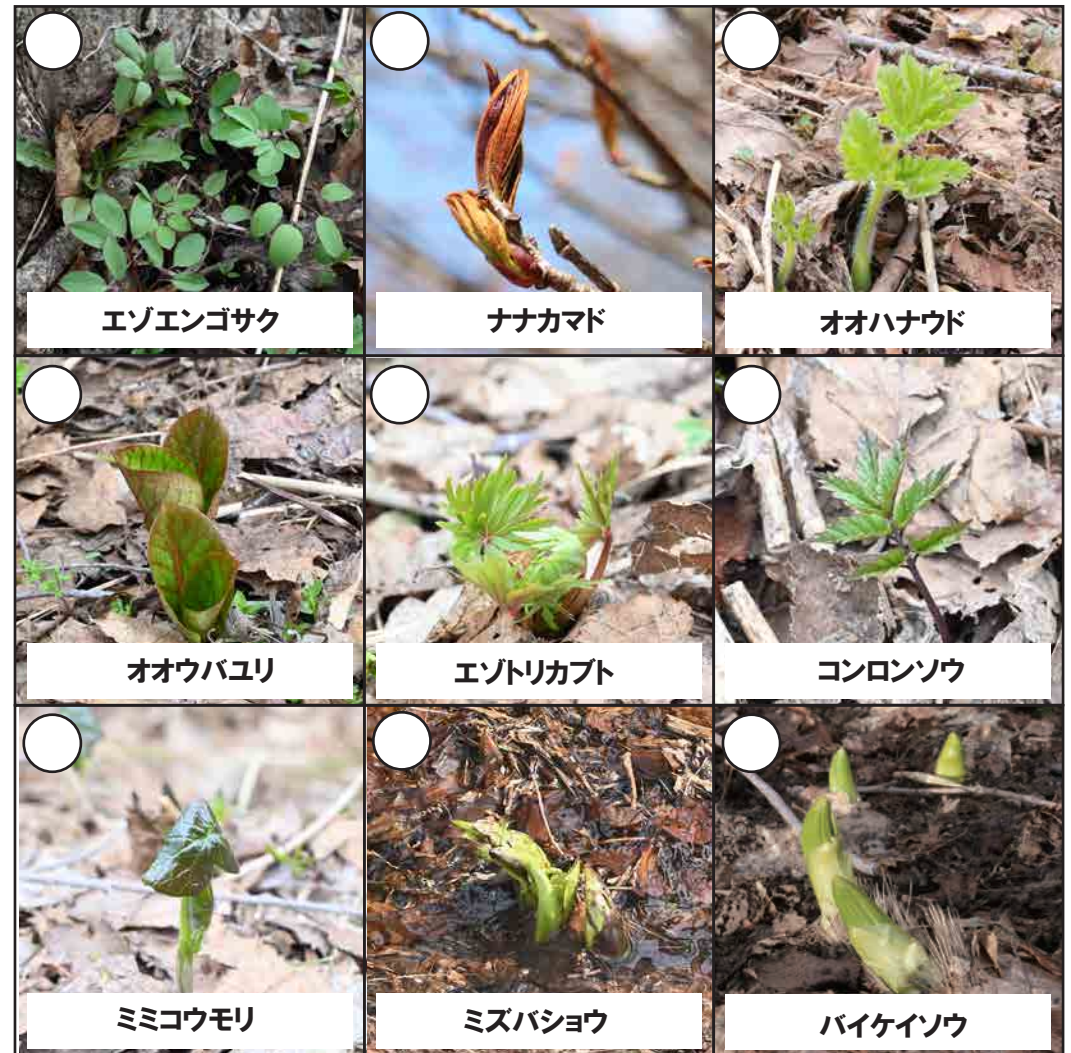 エゾエンゴサク
ナナカマド
オオハナウド
オオウバユリ
エゾトリカブト
コンロンソウ
ミミコウモリ
ミズバショウ
バイケイソウ